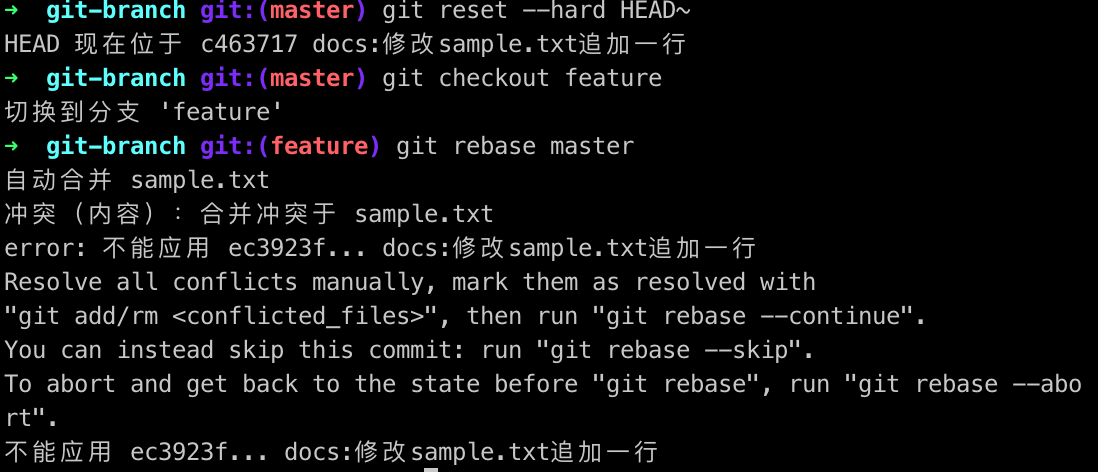 → git-branch git:(master) git reset --hard HEAD~
HEAD 现在位于 c463717 docs:修改sample.txt追加一行
→ git-branch git:(master) git checkout feature
切换到分支 'feature'
→ git-branch git:(feature) git rebase master
自动合并 sample.txt
冲突（内容）：合并冲突于 sample.txt
error: 不能应用 ec3923f... docs:修改sample.txt追加一行
Resolve all conflicts manually, mark them as resolved with
"git add/rm <conflicted_files>", then run "git rebase --continue".
You can instead skip this commit: run "git rebase --skip".
To abort and get back to the state before "git rebase", run "git rebase --abo
rt".
不能应用 ec3923f... docs:修改sample.txt追加一行